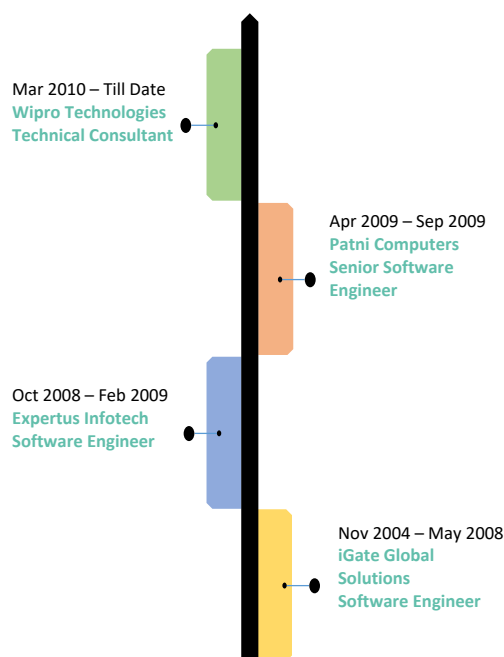 Mar 2010 – Till Date
Wipro Technologies
Technical Consultant
Apr 2009 – Sep 2009
Patni Computers
Senior Software
Engineer
Oct 2008 – Feb 2009
Expertus Infotech
Software Engineer
Nov 2004 – May 2008
iGate Global
Solutions
Software Engineer